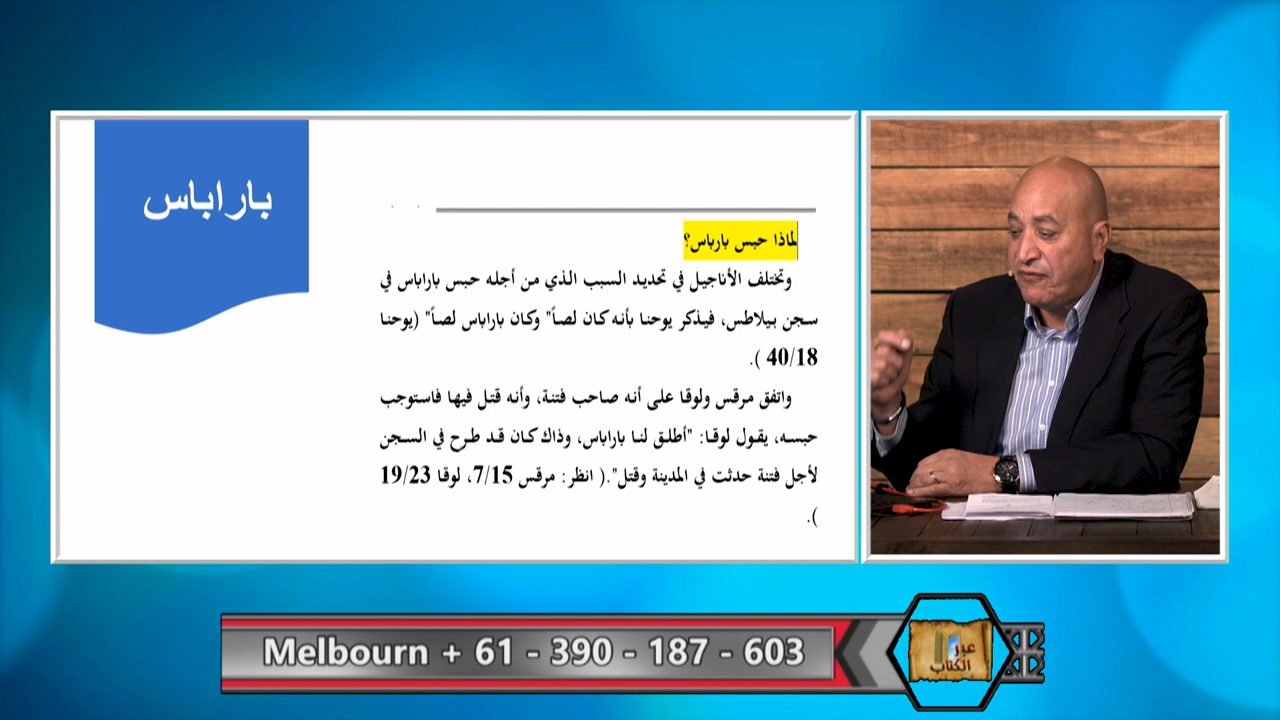 باراباس
لماذا حبس بارباس؟
وتختلف الأناجيل في تحديد السبب الذي من أجله حبس باراباس في
سجن بيلاطس، فيذكر يوحنا بأنه كان لصاً" وكان باراباس لصاً" (يوحنا
40/18 ).
واتفق مرقس ولوقا على أنه صاحب فتنة، وأنه قتل فيها فاستوجب
حبسه، يقول لوقا: "أطلق لنا باراباس، وذاك كان قد طرح في السجن
لأجل فتنة حدثت في المدينة وقتل".( انظر: مرقس 7/15، لوقا 19/23
).
Melbourn + 61 - 390 - 187 - 603
عبر
الكتاب